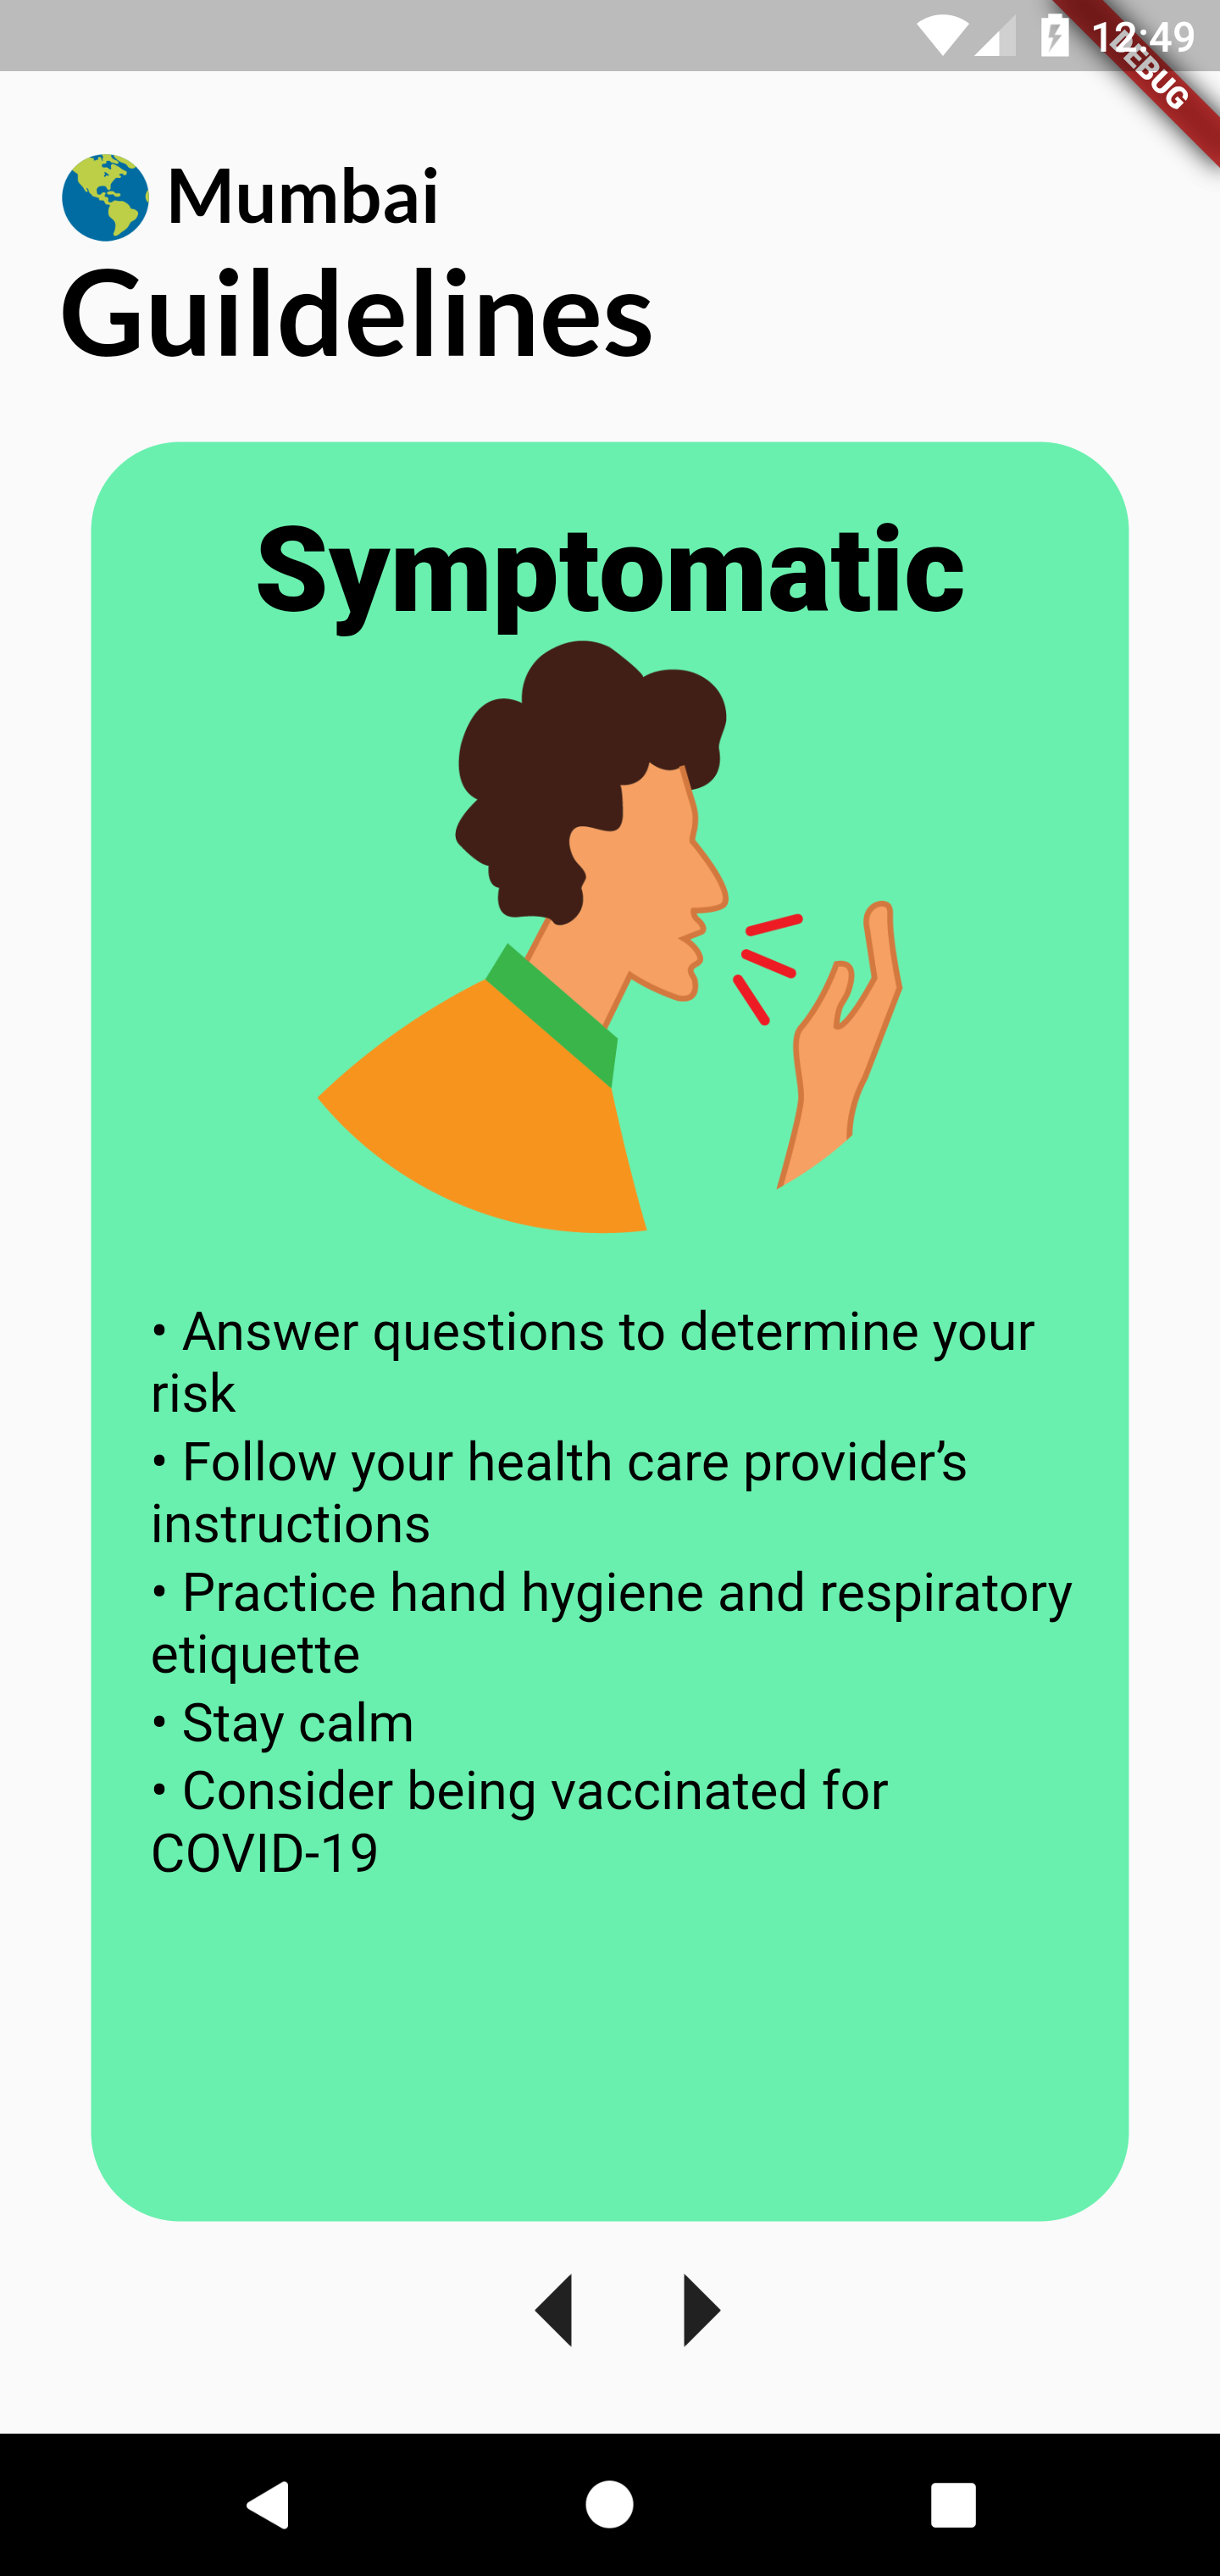 12:49
DEBUG
Mumbai
Guildelines
Symptomatic
• Answer questions to determine your
risk
• Follow your health care provider’s
instructions
• Practice hand hygiene and respiratory
etiquette
• Stay calm
• Consider being vaccinated for
COVID-19